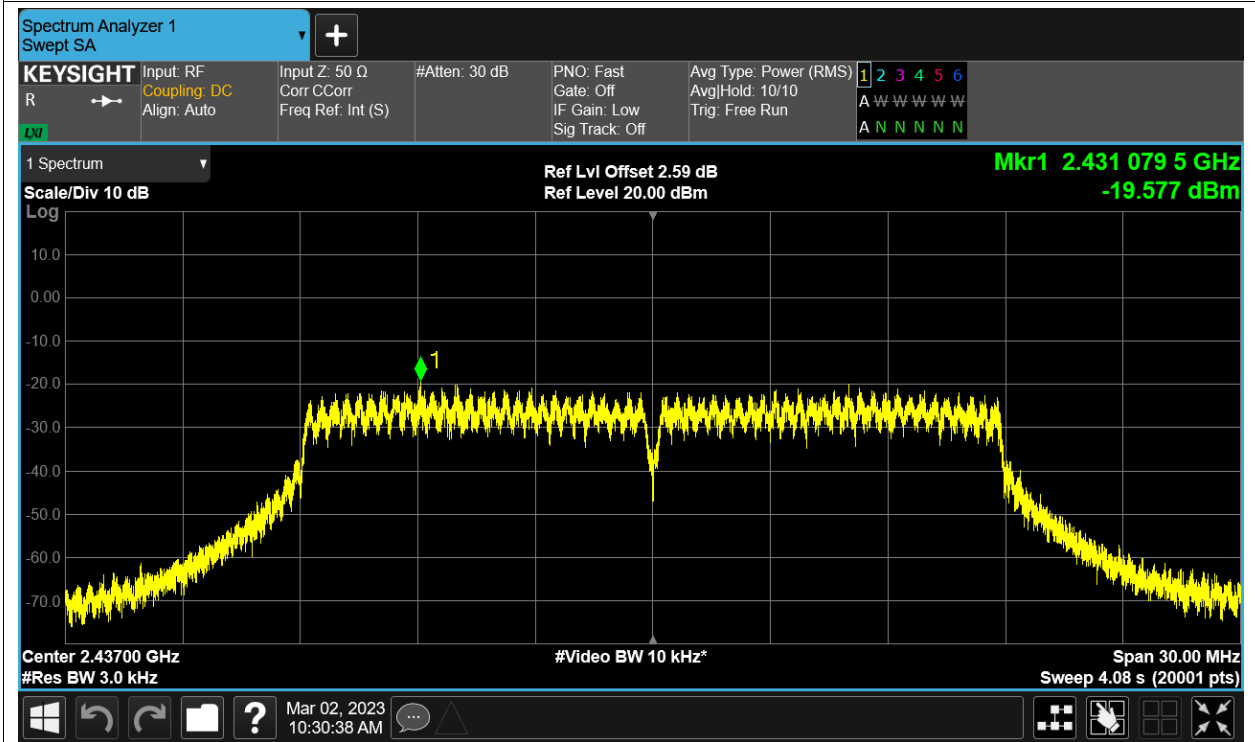 Spectrum Analyzer 1
Swept SA
+
KEYSIGHT
R
LXI
Input: RF
Coupling: DC
Align: Auto
Input Z: 50 Ω
Corr CCorr
Freq Ref: Int (S)
#Atten: 30 dB
PNO: Fast
Gate: Off
IF Gain: Low
Sig Track: Off
Avg Type: Power (RMS)
Avg|Hold: 10/10
Trig: Free Run
1 2 3 4 5 6
A W W W W W
A N N N N N
1 Spectrum
Scale/Div 10 dB
Log
Ref Lvl Offset 2.59 dB
Ref Level 20.00 dBm
Mkr1 2.431 079 5 GHz
-19.577 dBm
10.0
0.00
-10.0
1
-20.0
-30.0
-40.0
-50.0
-60.0
-70.0
Center 2.43700 GHz
#Res BW 3.0 kHz
#Video BW 10 kHz*
Span 30.00 MHz
Sweep 4.08 s (20001 pts)
?
Mar 02, 2023
10:30:38 AM